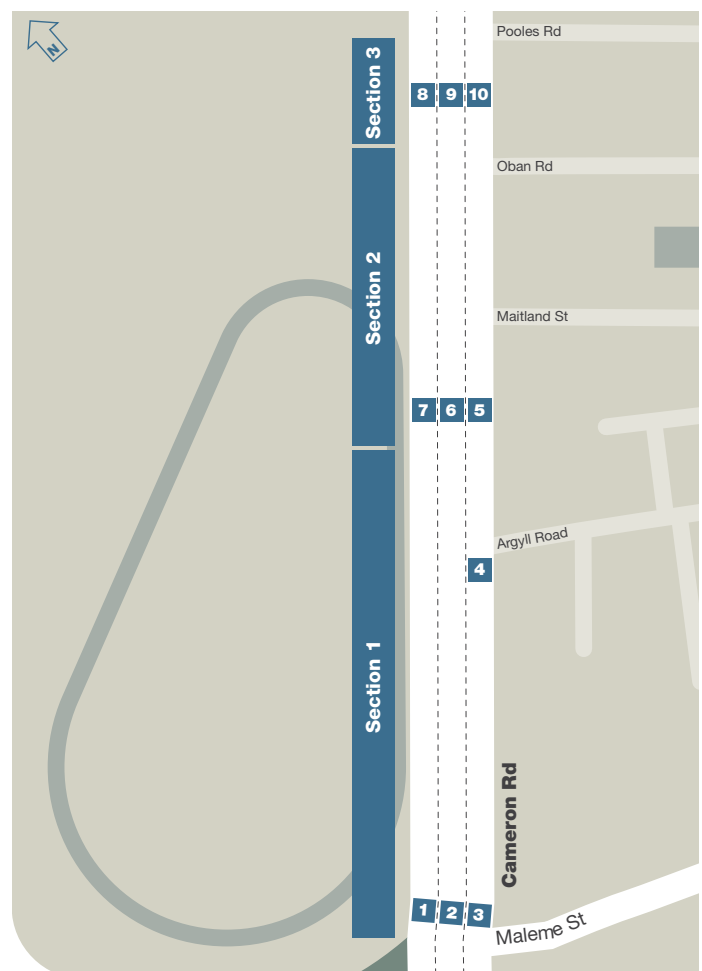 N
Pooles Rd
Section 3
8 9 10
Oban Rd
Section 2
Maitland St
7 6 5
Argyll Road
4
Section 1
Cameron Rd
1 2 3
Maleme St